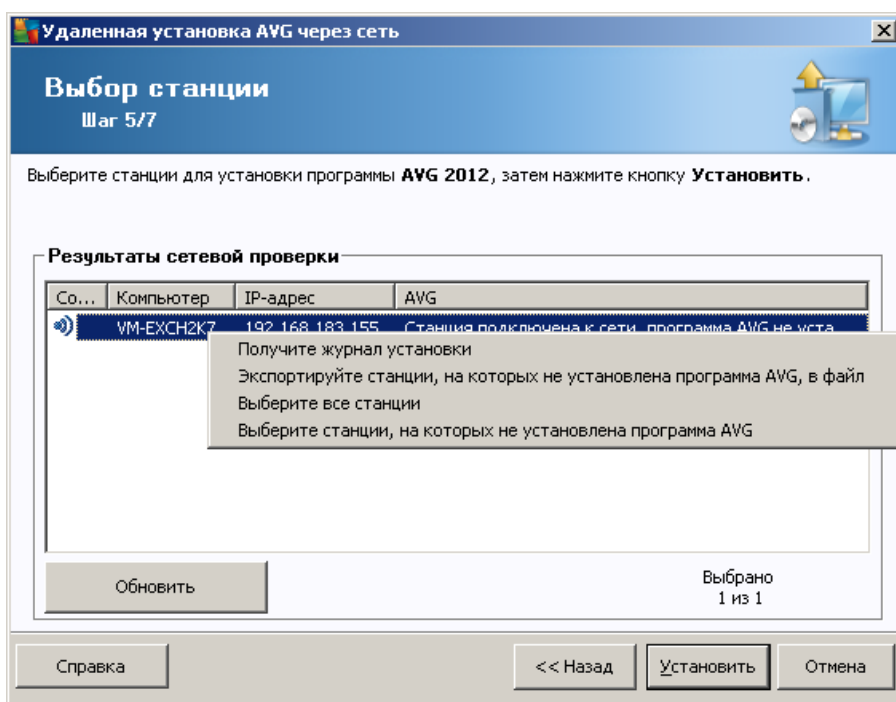 Удаленная установка AVG через сеть
Выбор станции
Шаг 5/7
Выберите станции для установки программы AVG 2012, затем нажмите кнопку Установить.
Результаты сетевой проверки
Со... Компьютер IP-адрес AVG
VM-EXCH2K7 192.168.183.155 Станция подключена к сети, программа AVG не уста...
Получите журнал установки
Экспортируйте станции, на которых не установлена программа AVG, в файл
Выберите все станции
Выберите станции, на которых не установлена программа AVG
Обновить
Выбрано
1 из 1
Справка << Назад Установить Отмена